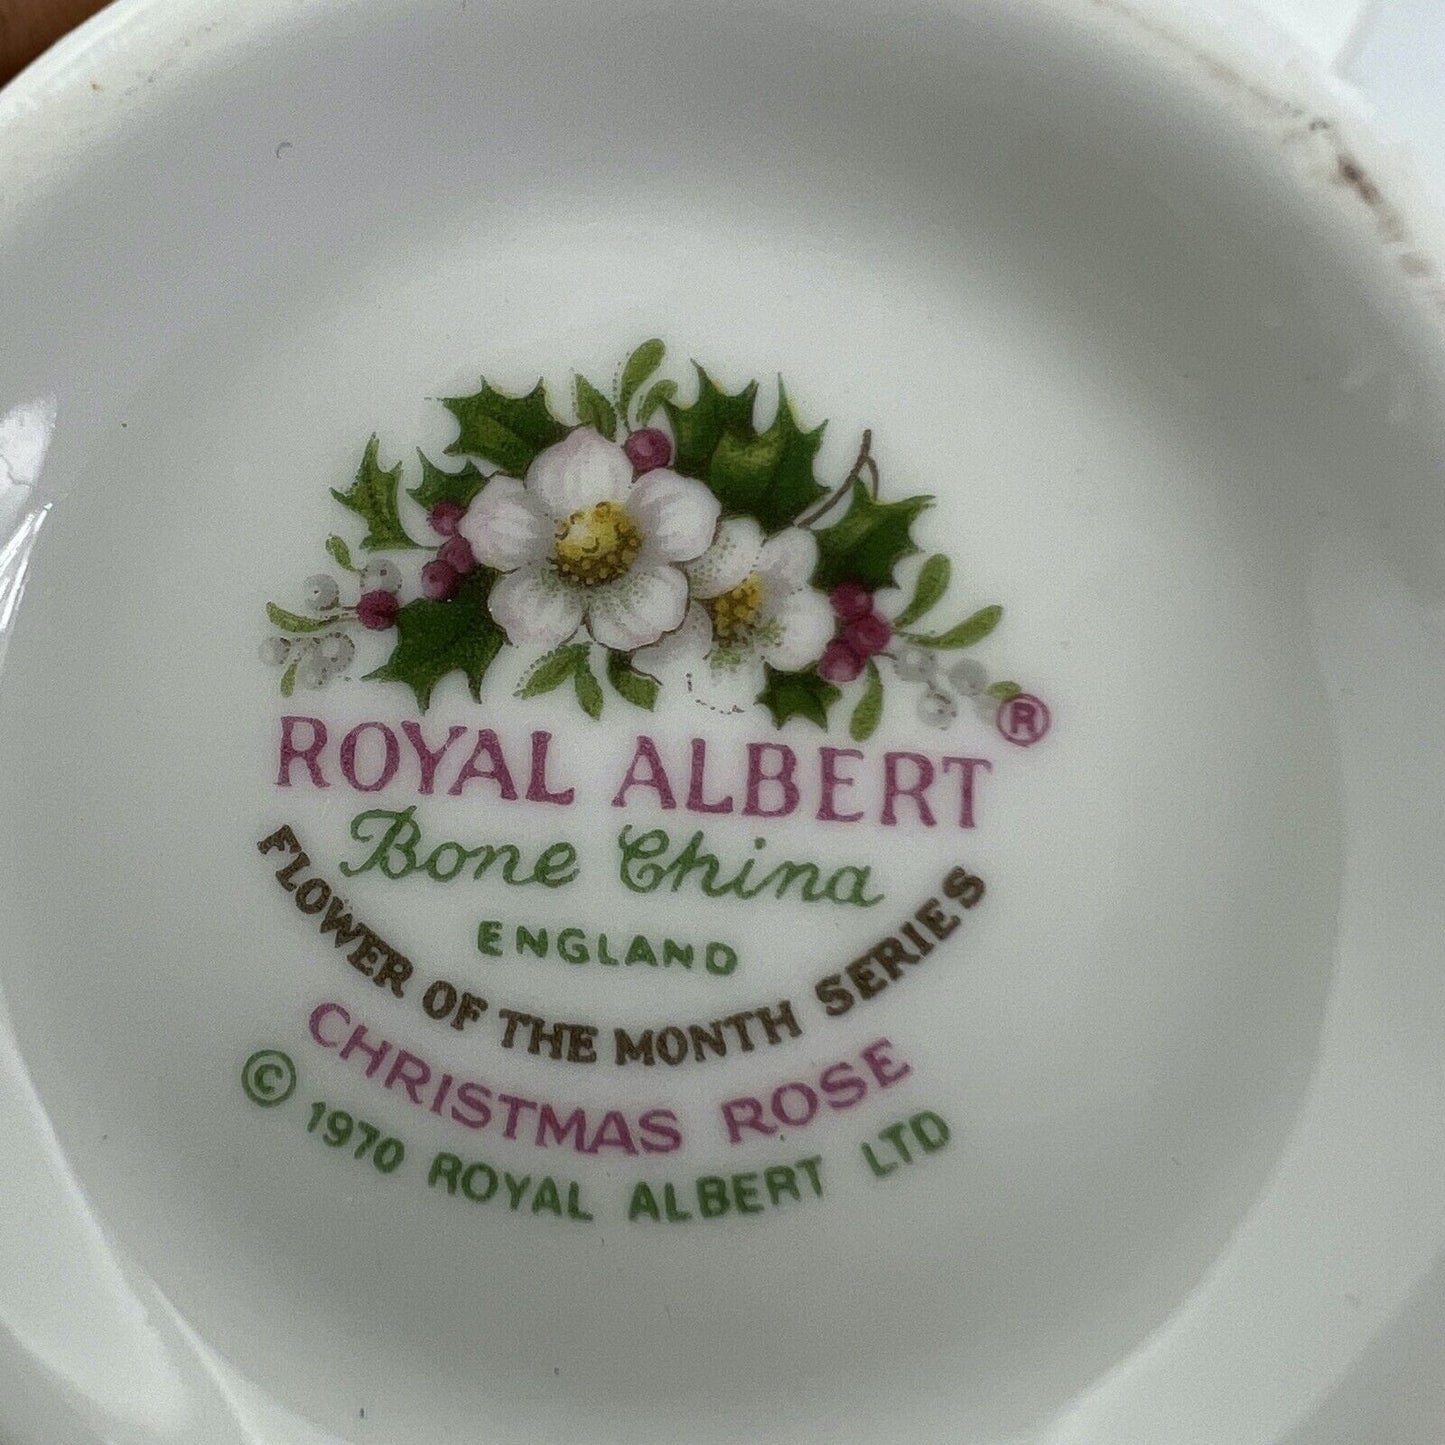 ROYAL ALBERT®
Bone China
ENGLAND
FLOWER OF THE MONTH SERIES
CHRISTMAS ROSE
© 1970 ROYAL ALBERT LTD